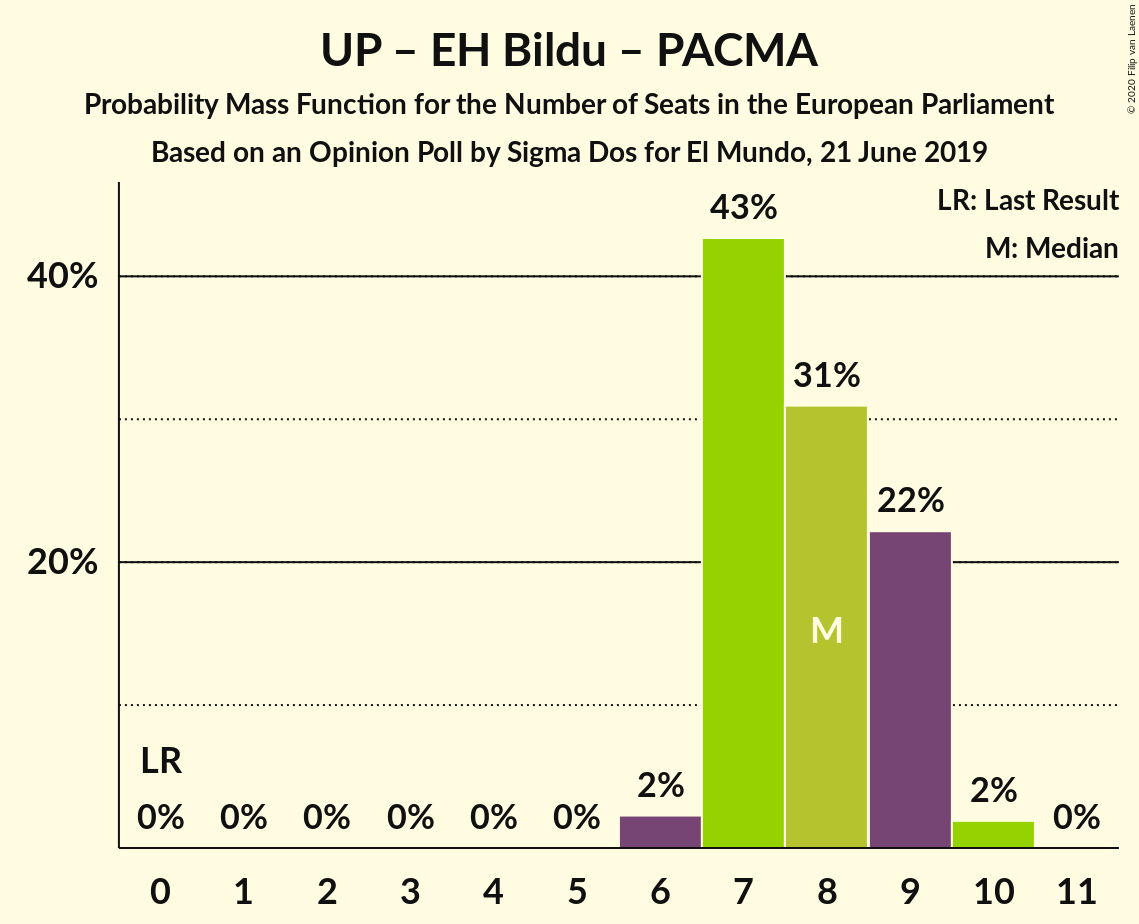 UP – EH Bildu – PACMA
Probability Mass Function for the Number of Seats in the European Parliament
Based on an Opinion Poll by Sigma Dos for El Mundo, 21 June 2019
© 2020 Filip van Laenen
LR: Last Result
M: Median
43%
40%
31%
22%
20%
M
LR
0% 0% 0% 0% 0% 0% 2% 2% 0%
0 1 2 3 4 5 6 7 8 9 10 11